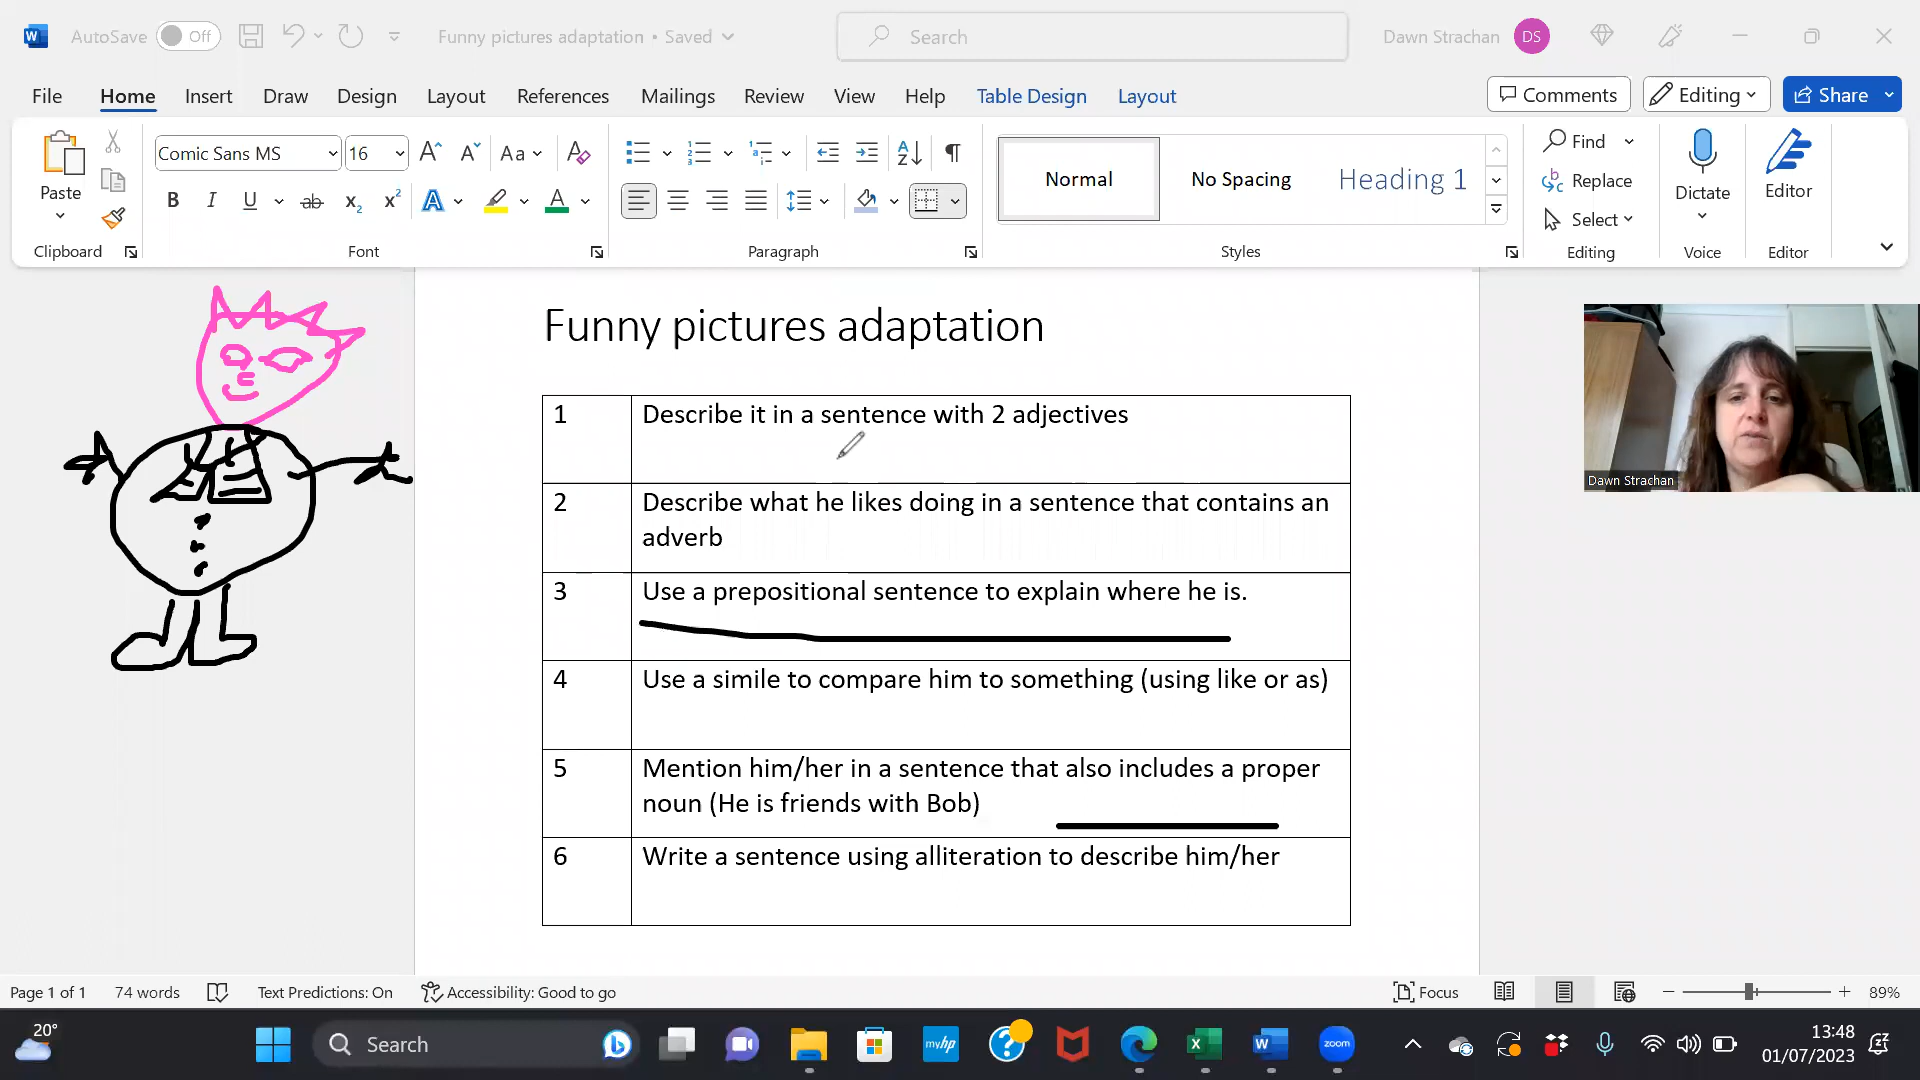 AutoSave Off Funny pictures adaptation • Saved Search Dawn Strachan DS
File Home Insert Draw Design Layout References Mailings Review View Help Table Design Layout Comments Editing Share
Paste
Clipboard
Comic Sans MS 16 Aa
B I U ab x₂ x² A A
Font
Paragraph
Normal No Spacing Heading 1
Styles
Find
Replace
Select
Editing
Dictate
Voice
Editor
Editor
Funny pictures adaptation
1 Describe it in a sentence with 2 adjectives
2 Describe what he likes doing in a sentence that contains an
adverb
3 Use a prepositional sentence to explain where he is.
4 Use a simile to compare him to something (using like or as)
5 Mention him/her in a sentence that also includes a proper
noun (He is friends with Bob)
6 Write a sentence using alliteration to describe him/her
Dawn Strachan
Page 1 of 1 74 words Text Predictions: On Accessibility: Good to go Focus 89%
20° Search myhp zoom 13:48
01/07/2023